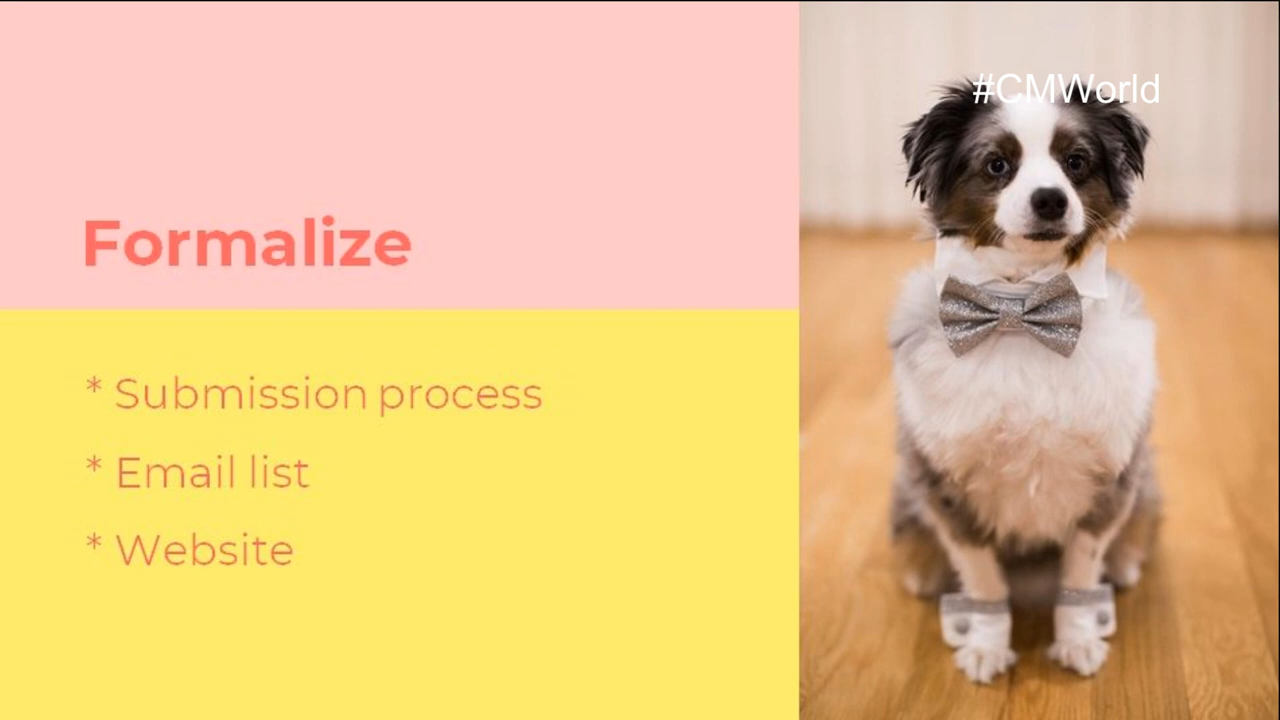 #CMWorld
Formalize
* Submission process
* Email list
* Website